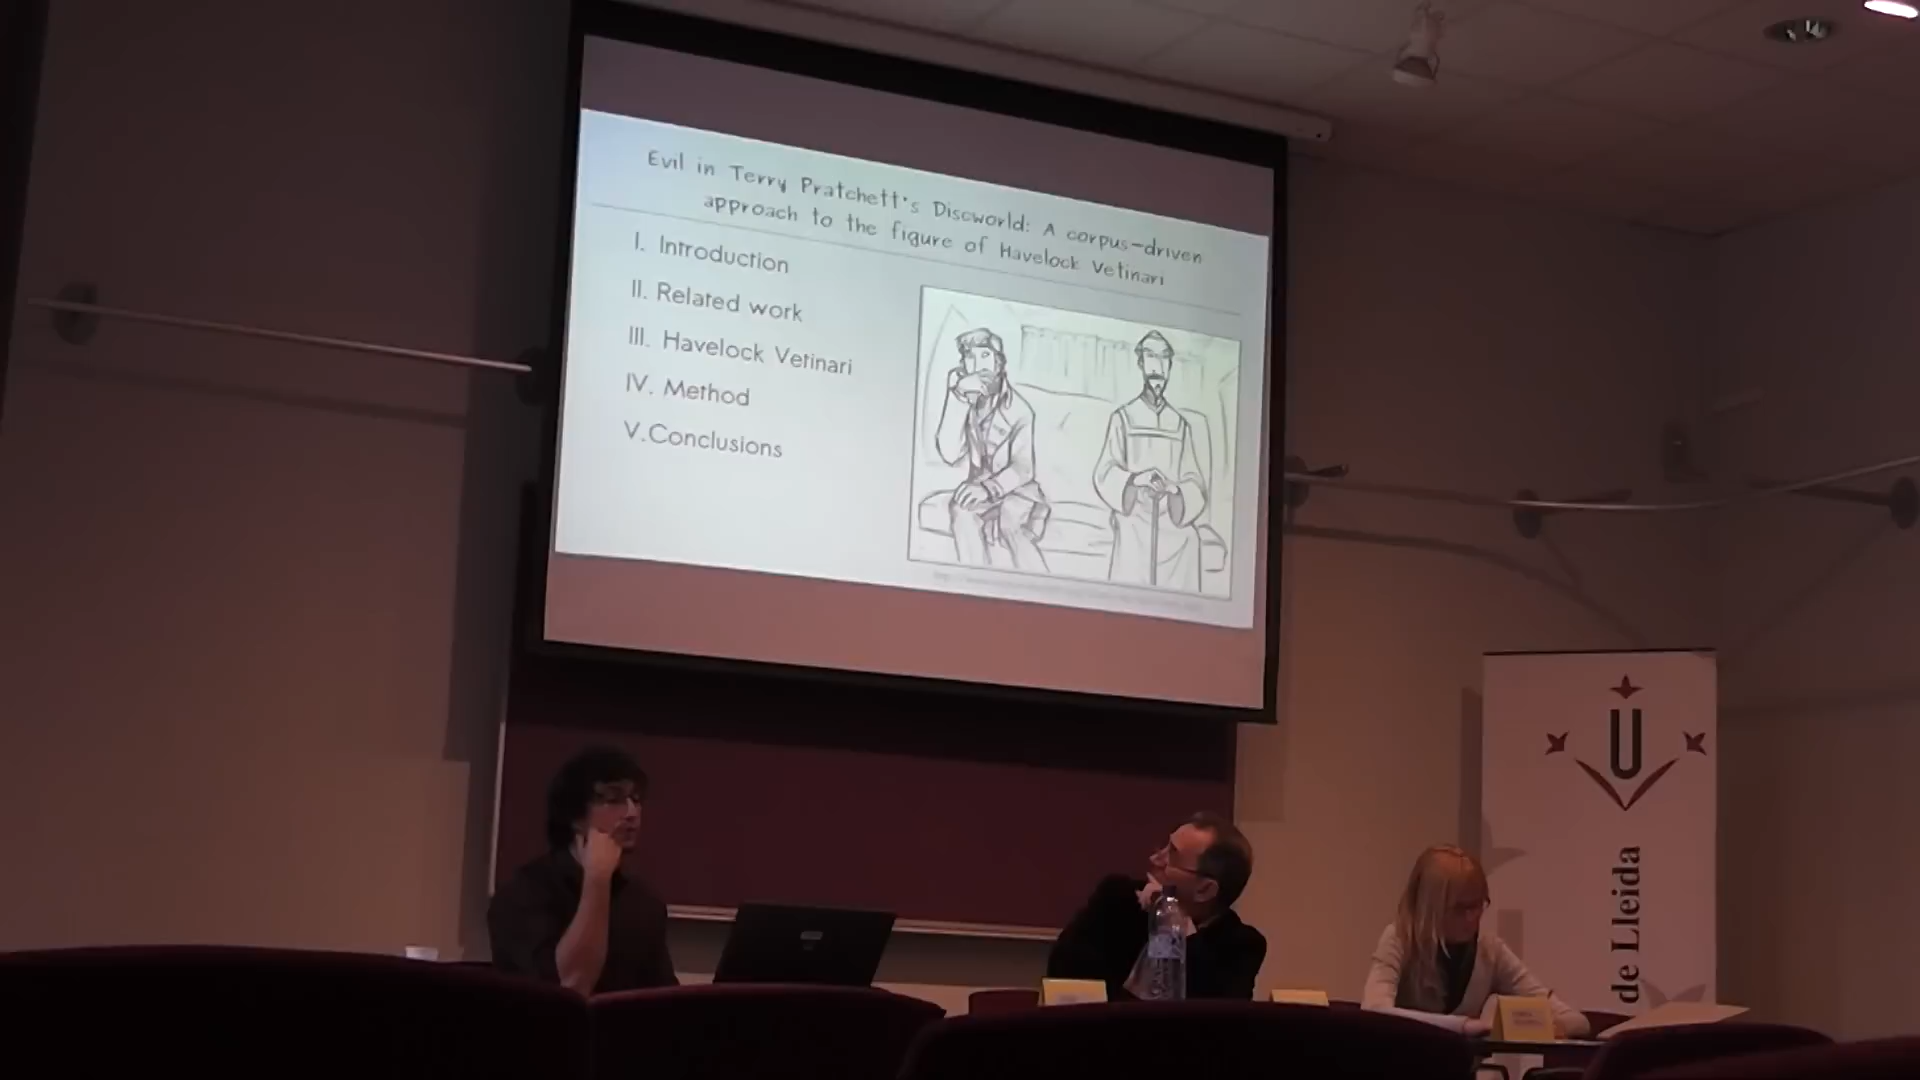 Evil in Terry Pratchett's Discworld: A corpus-driven
approach to the figure of Havelock Vetinari
I. Introduction
II. Related work
III. Havelock Vetinari
IV. Method
V.Conclusions
U
de Lleida